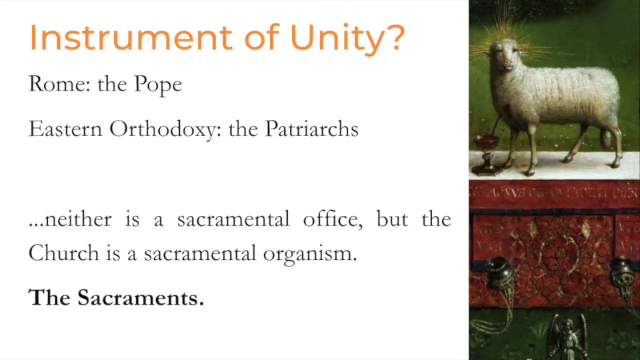 Instrument of Unity?
Rome: the Pope
Eastern Orthodoxy: the Patriarchs
...neither is a sacramental office, but the
Church is a sacramental organism.
The Sacraments.